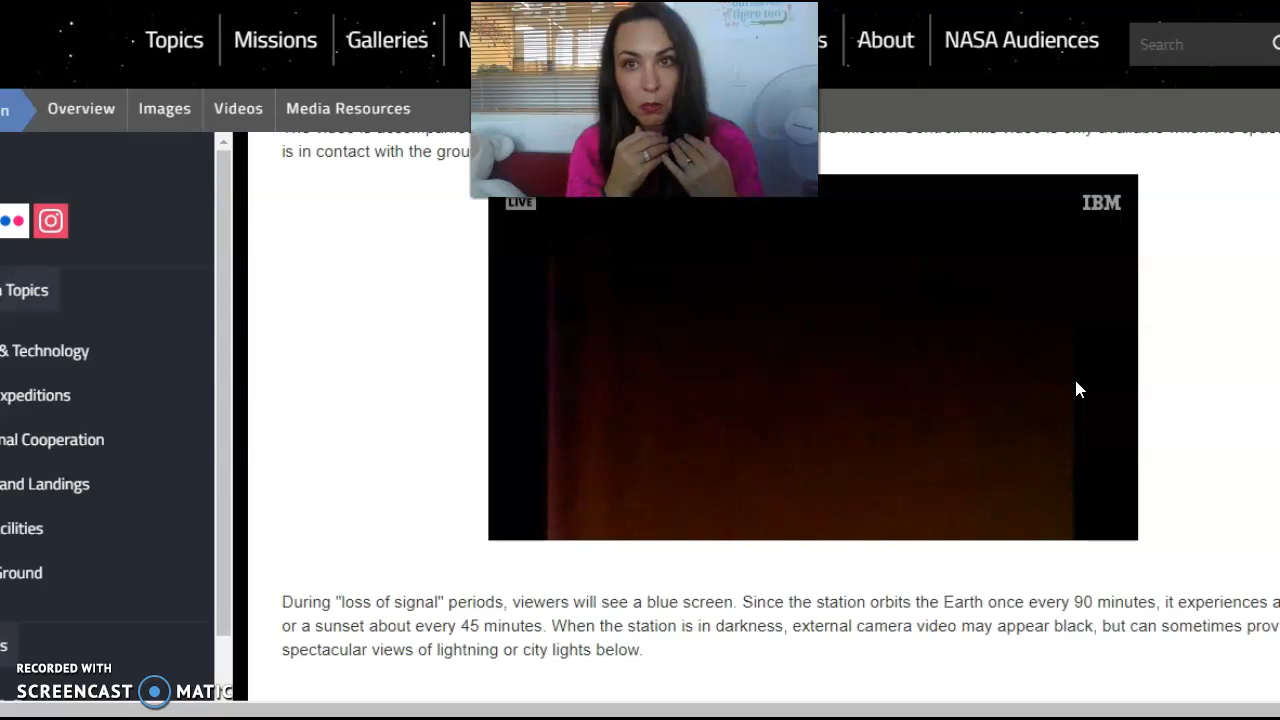 Topics
Missions
Galleries
N
s
About
NASA Audiences
Search
n
Overview
Images
Videos
Media Resources
is in contact with the grou
LIVE
IBM
Topics
& Technology
xpeditions
nal Cooperation
and Landings
cilities
Ground
s
During "loss of signal" periods, viewers will see a blue screen. Since the station orbits the Earth once every 90 minutes, it experiences a
or a sunset about every 45 minutes. When the station is in darkness, external camera video may appear black, but can sometimes prov
spectacular views of lightning or city lights below.
RECORDED WITH
SCREENCAST MATIC